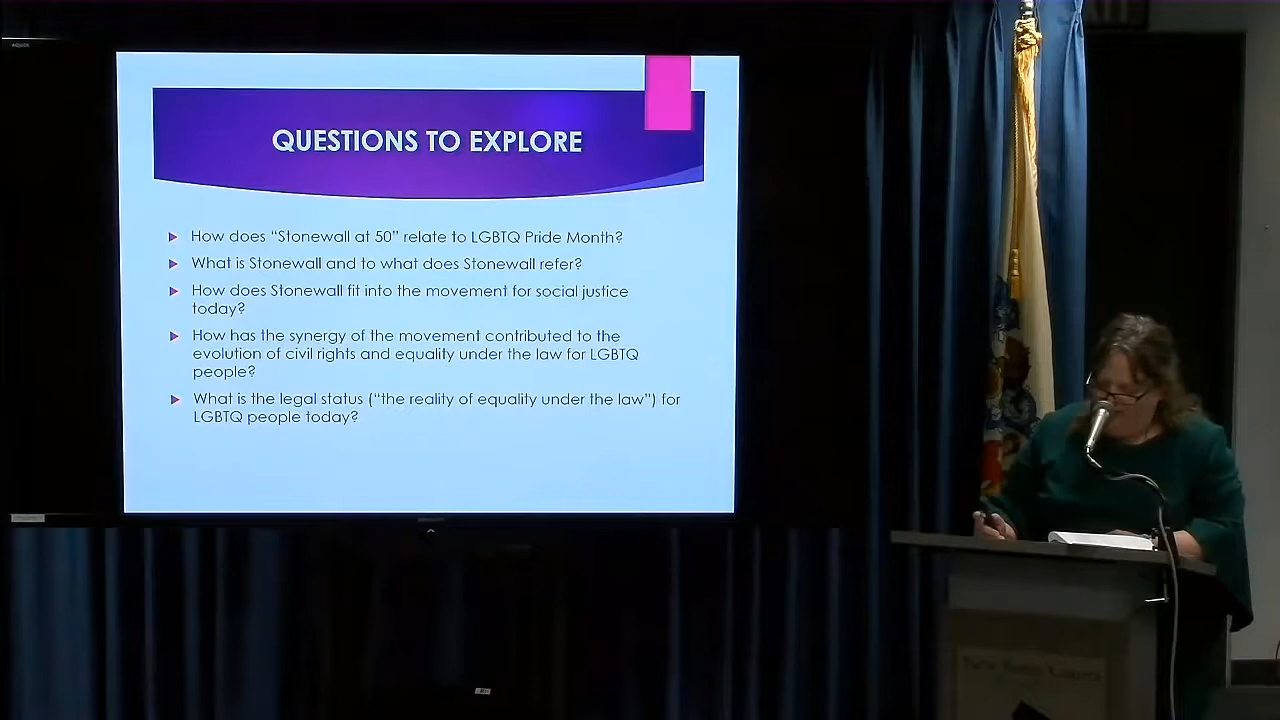 QUESTIONS TO EXPLORE
How does “Stonewall at 50” relate to LGBTQ Pride Month?
What is Stonewall and to what does Stonewall refer?
How does Stonewall fit into the movement for social justice
today?
How has the synergy of the movement contributed to the
evolution of civil rights and equality under the law for LGBTQ
people?
What is the legal status (“the reality of equality under the law”) for
LGBTQ people today?